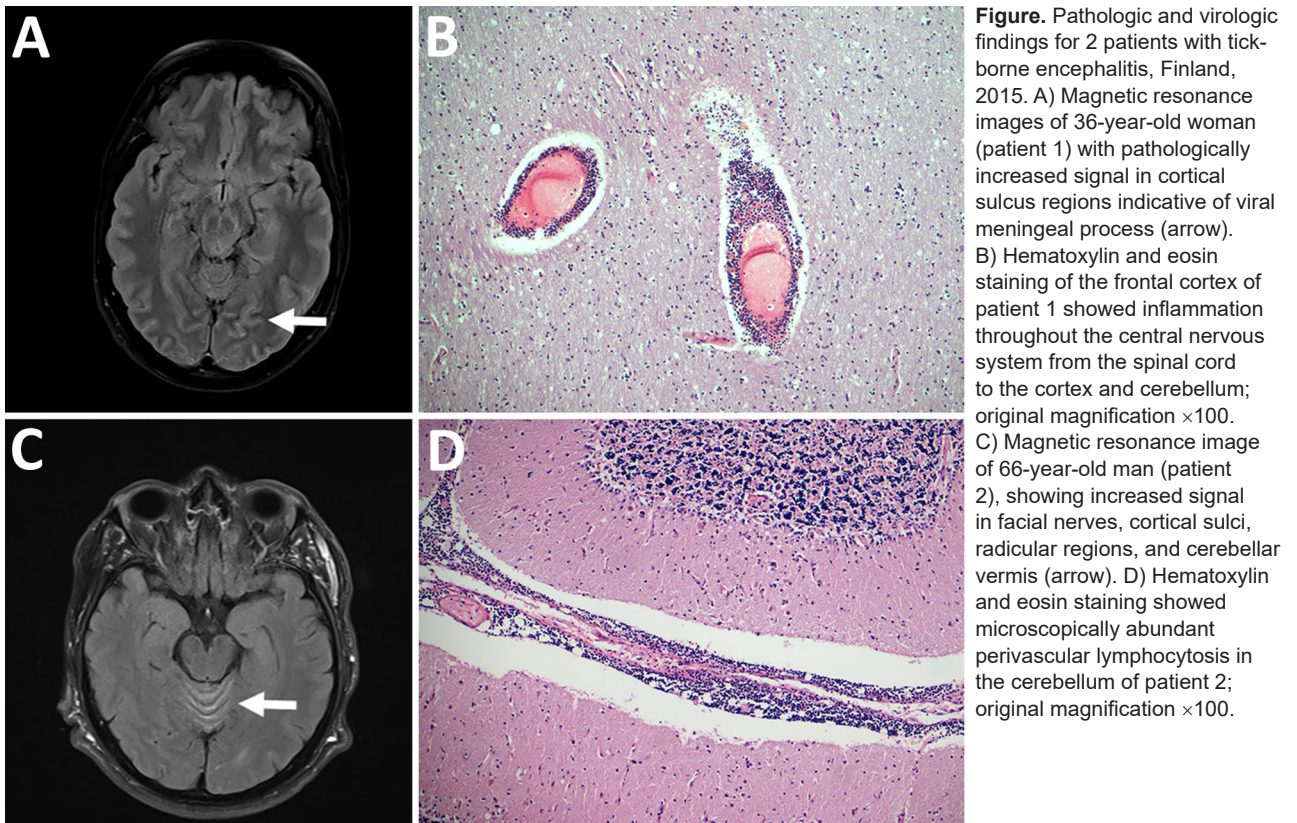 A
B
C
D
Figure. Pathologic and virologic
findings for 2 patients with tick-
borne encephalitis, Finland,
2015. A) Magnetic resonance
images of 36-year-old woman
(patient 1) with pathologically
increased signal in cortical
sulcus regions indicative of viral
meningeal process (arrow).
B) Hematoxylin and eosin
staining of the frontal cortex of
patient 1 showed inflammation
throughout the central nervous
system from the spinal cord
to the cortex and cerebellum;
original magnification ×100.
C) Magnetic resonance image
of 66-year-old man (patient
2), showing increased signal
in facial nerves, cortical sulci,
radicular regions, and cerebellar
vermis (arrow). D) Hematoxylin
and eosin staining showed
microscopically abundant
perivascular lymphocytosis in
the cerebellum of patient 2;
original magnification ×100.